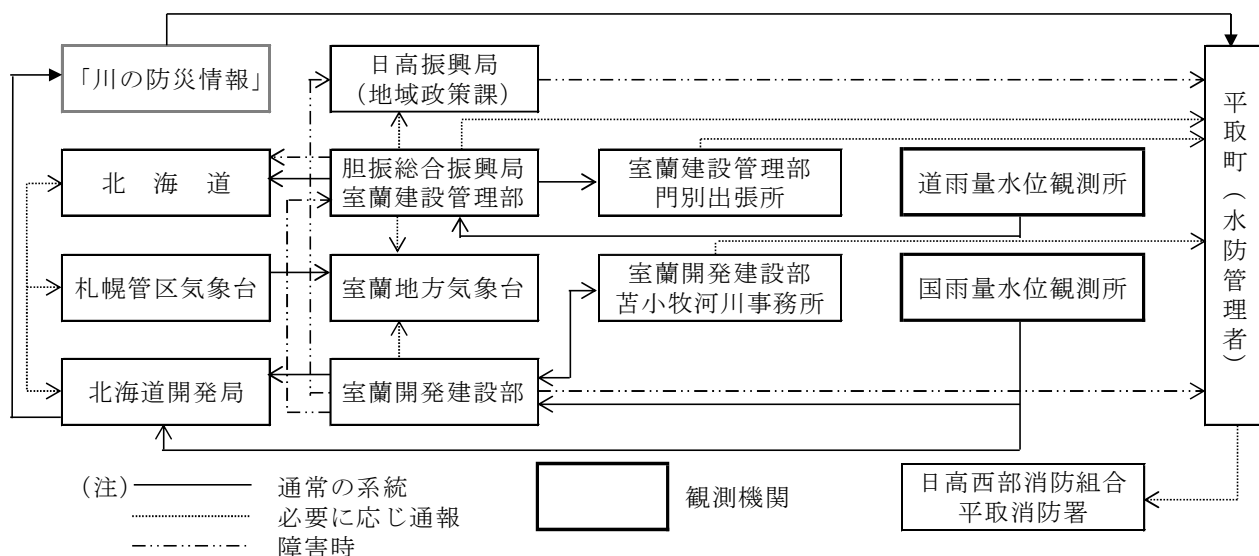 「川の防災情報」
日高振興局
(地域政策課)
平取町(水防管理者)
北 海 道
胆振総合振興局
室蘭建設管理部
室蘭建設管理部
門別出張所
道雨量水位観測所
札幌管区気象台
室蘭地方気象台
室蘭開発建設部
苫小牧河川事務所
国雨量水位観測所
北海道開発局
室蘭開発建設部
(注) 通常の系統
必要に応じ通報
障害時
観測機関
日高西部消防組合
平取消防署